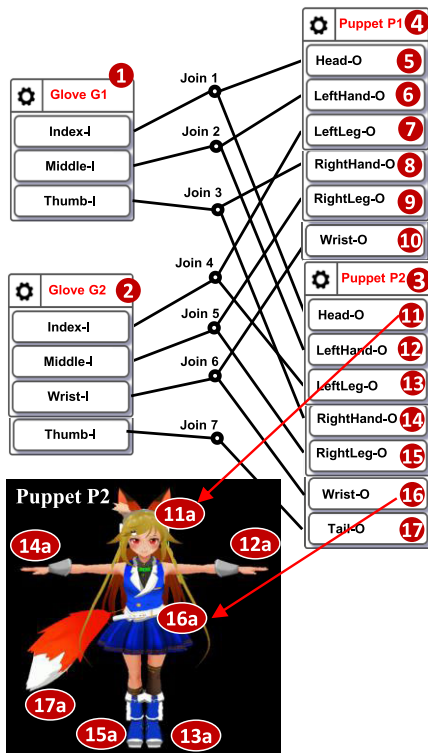 Puppet P1 4
Head-O 5
LeftHand-O 6
LeftLeg-O 7
RightHand-O 8
RightLeg-O 9
Wrist-O 10
1
Glove G1
Index-I
Middle-I
Thumb-I
Join 1
Join 2
Join 3
Join 4
Join 5
Join 6
Join 7
Glove G2 2
Index-I
Middle-I
Wrist-I
Thumb-I
Puppet P2 3
Head-O 11
LeftHand-O 12
LeftLeg-O 13
RightHand-O 14
RightLeg-O 15
Wrist-O 16
Tail-O 17
Puppet P2
11a
14a
12a
16a
17a
15a
13a